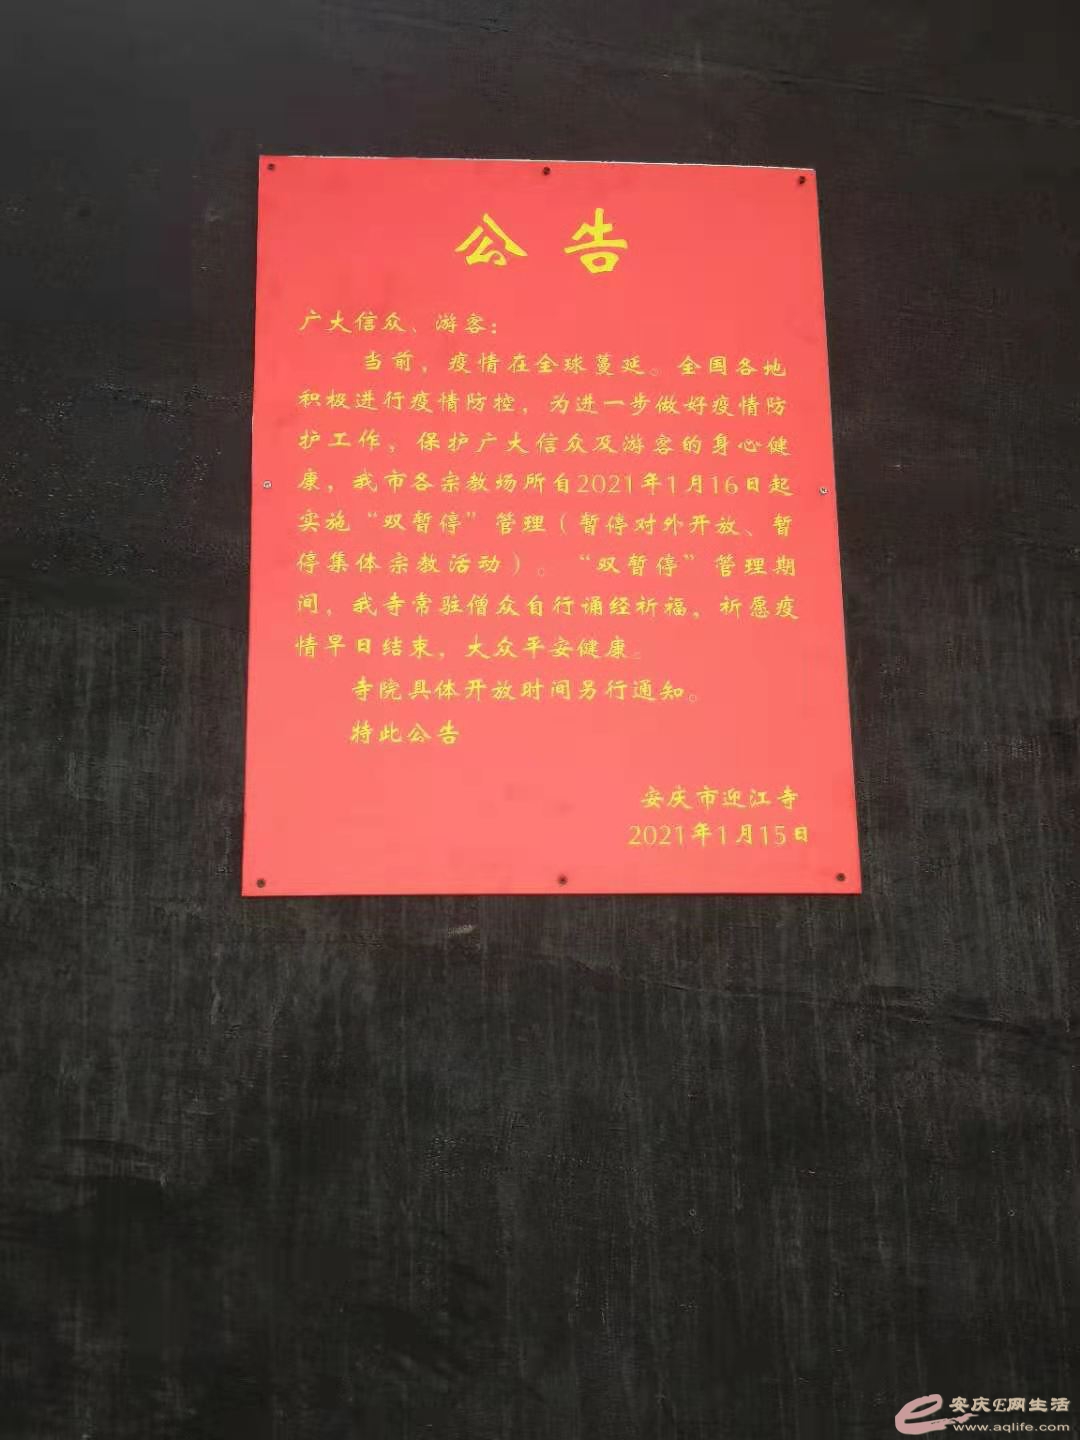 公告
广大信众、游客：
当前，疫情在全球蔓延。全国各地
积极进行疫情防控，为进一步做好疫情防
护工作，保护广大信众及游客的身心健
康，我市各宗教场所自2021年1月16日起
实施“双暂停”管理（暂停对外开放、暂
停集体宗教活动）。“双暂停”管理期
间，我寺常驻僧众自行诵经祈福，祈愿疫
情早日结束，大众平安健康。
寺院具体开放时间另行通知。
特此公告
安庆市迎江寺
2021年1月15日
安庆E网生活
www.aqlife.com